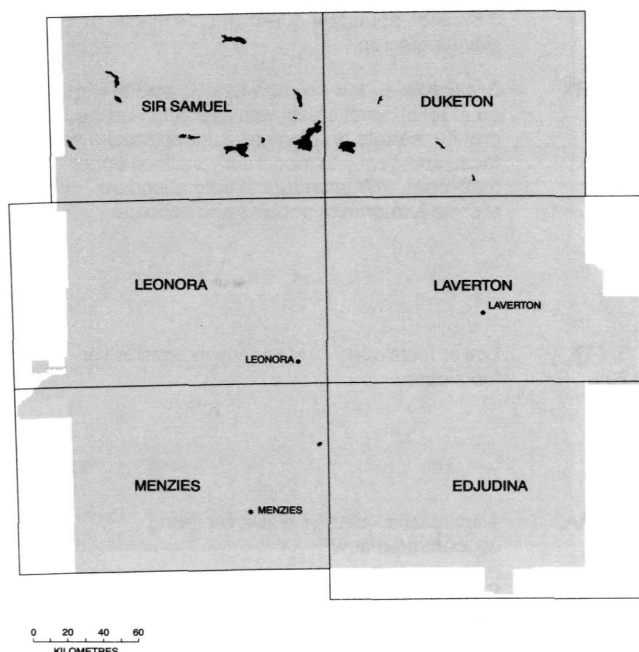 SIR SAMUEL
DUKETON
LEONORA
LAVERTON
LAVERTON
LEONORA
MENZIES
EDJUDINA
MENZIES
0 20 40 60
KILOMETRES